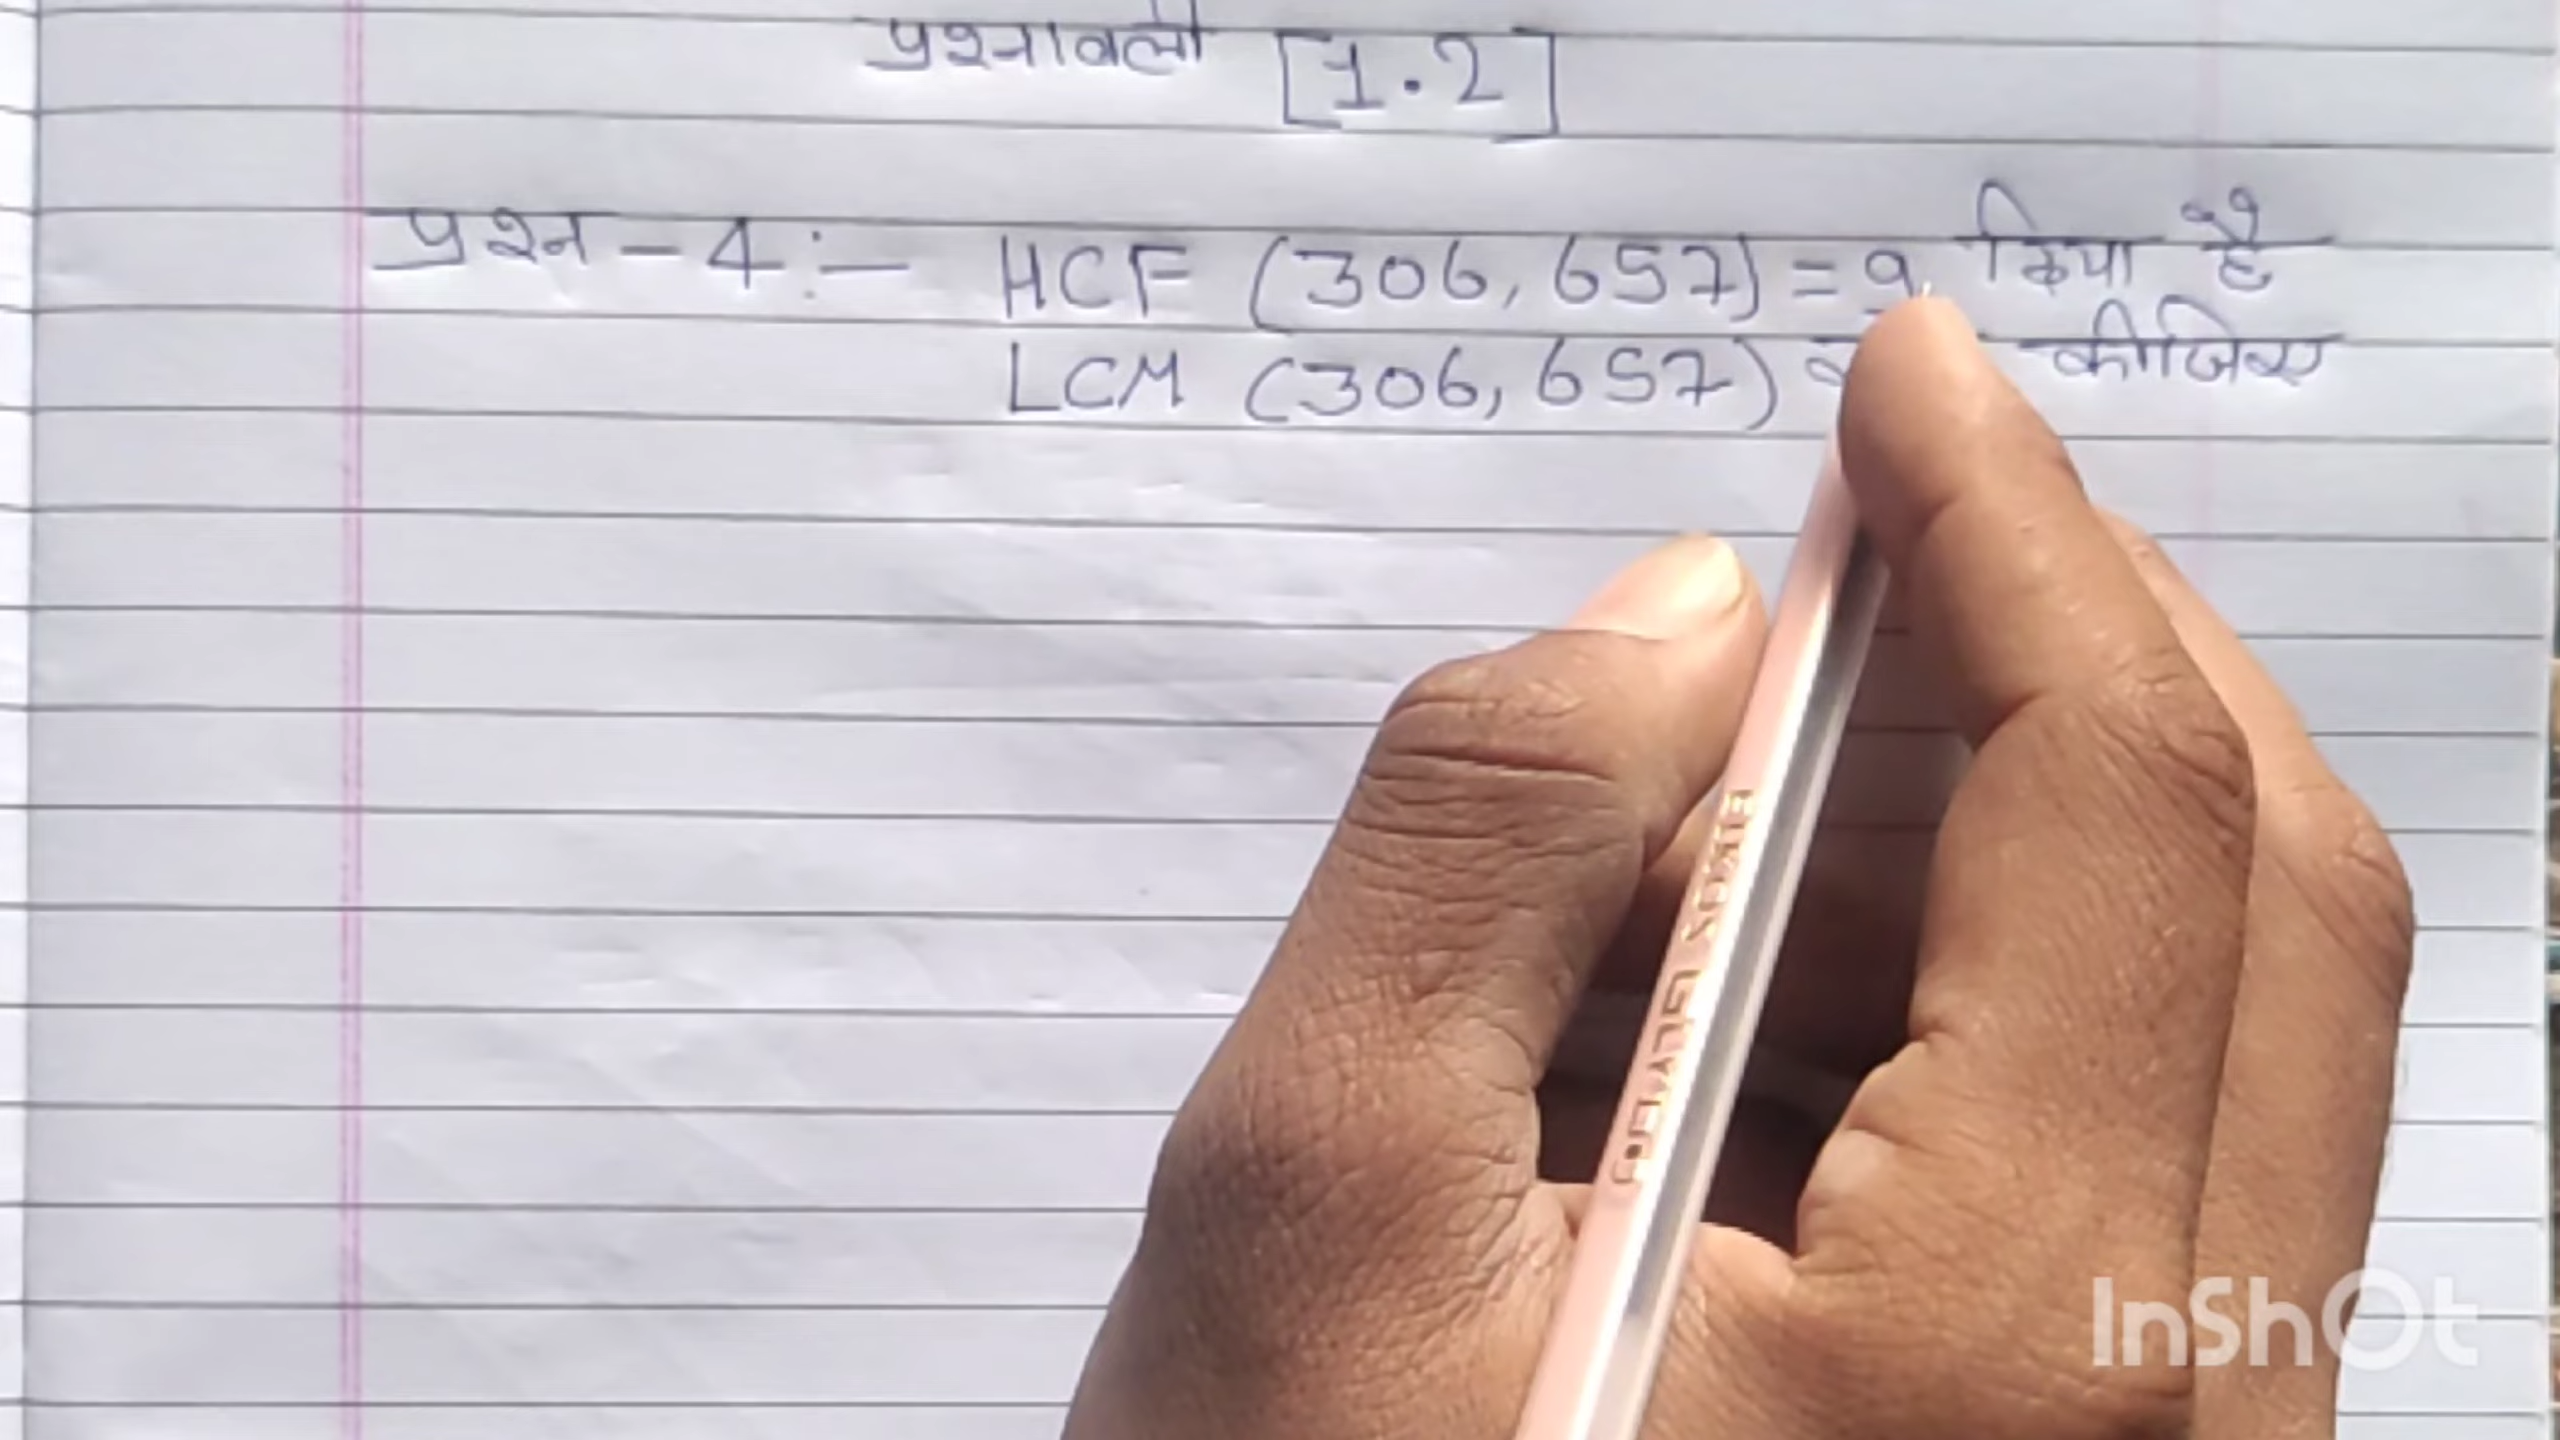 प्रश्नावली [1.2]
प्रश्न-4:- HCF (306, 657) = 9 दिया है
LCM (306, 657) कीजिए
InShOt